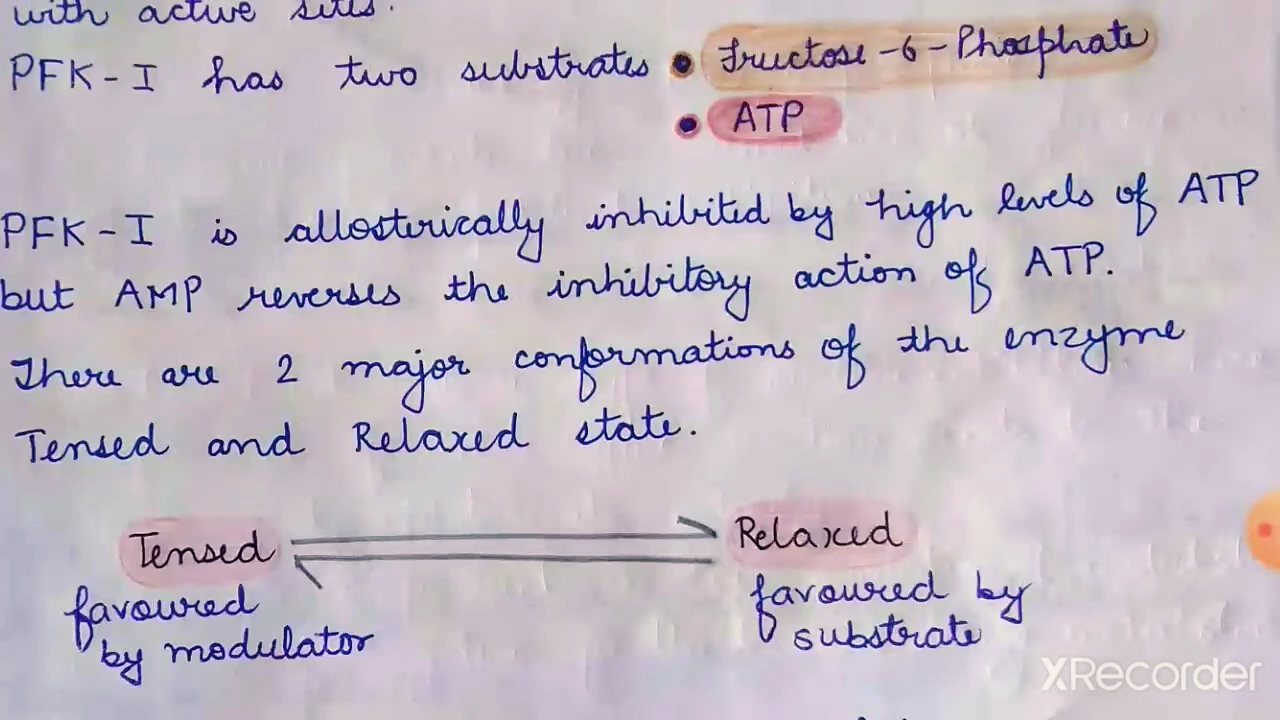 with active sites.
PFK-I has two substrates • Fructose-6-Phosphate
• ATP
PFK-I is allosterically inhibited by high levels of ATP
but AMP reverses the inhibitory action of ATP.
There are 2 major conformations of the enzyme
Tensed and Relaxed state.
Tensed Relaxed
favoured by modulator
favoured by substrate
XRecorder